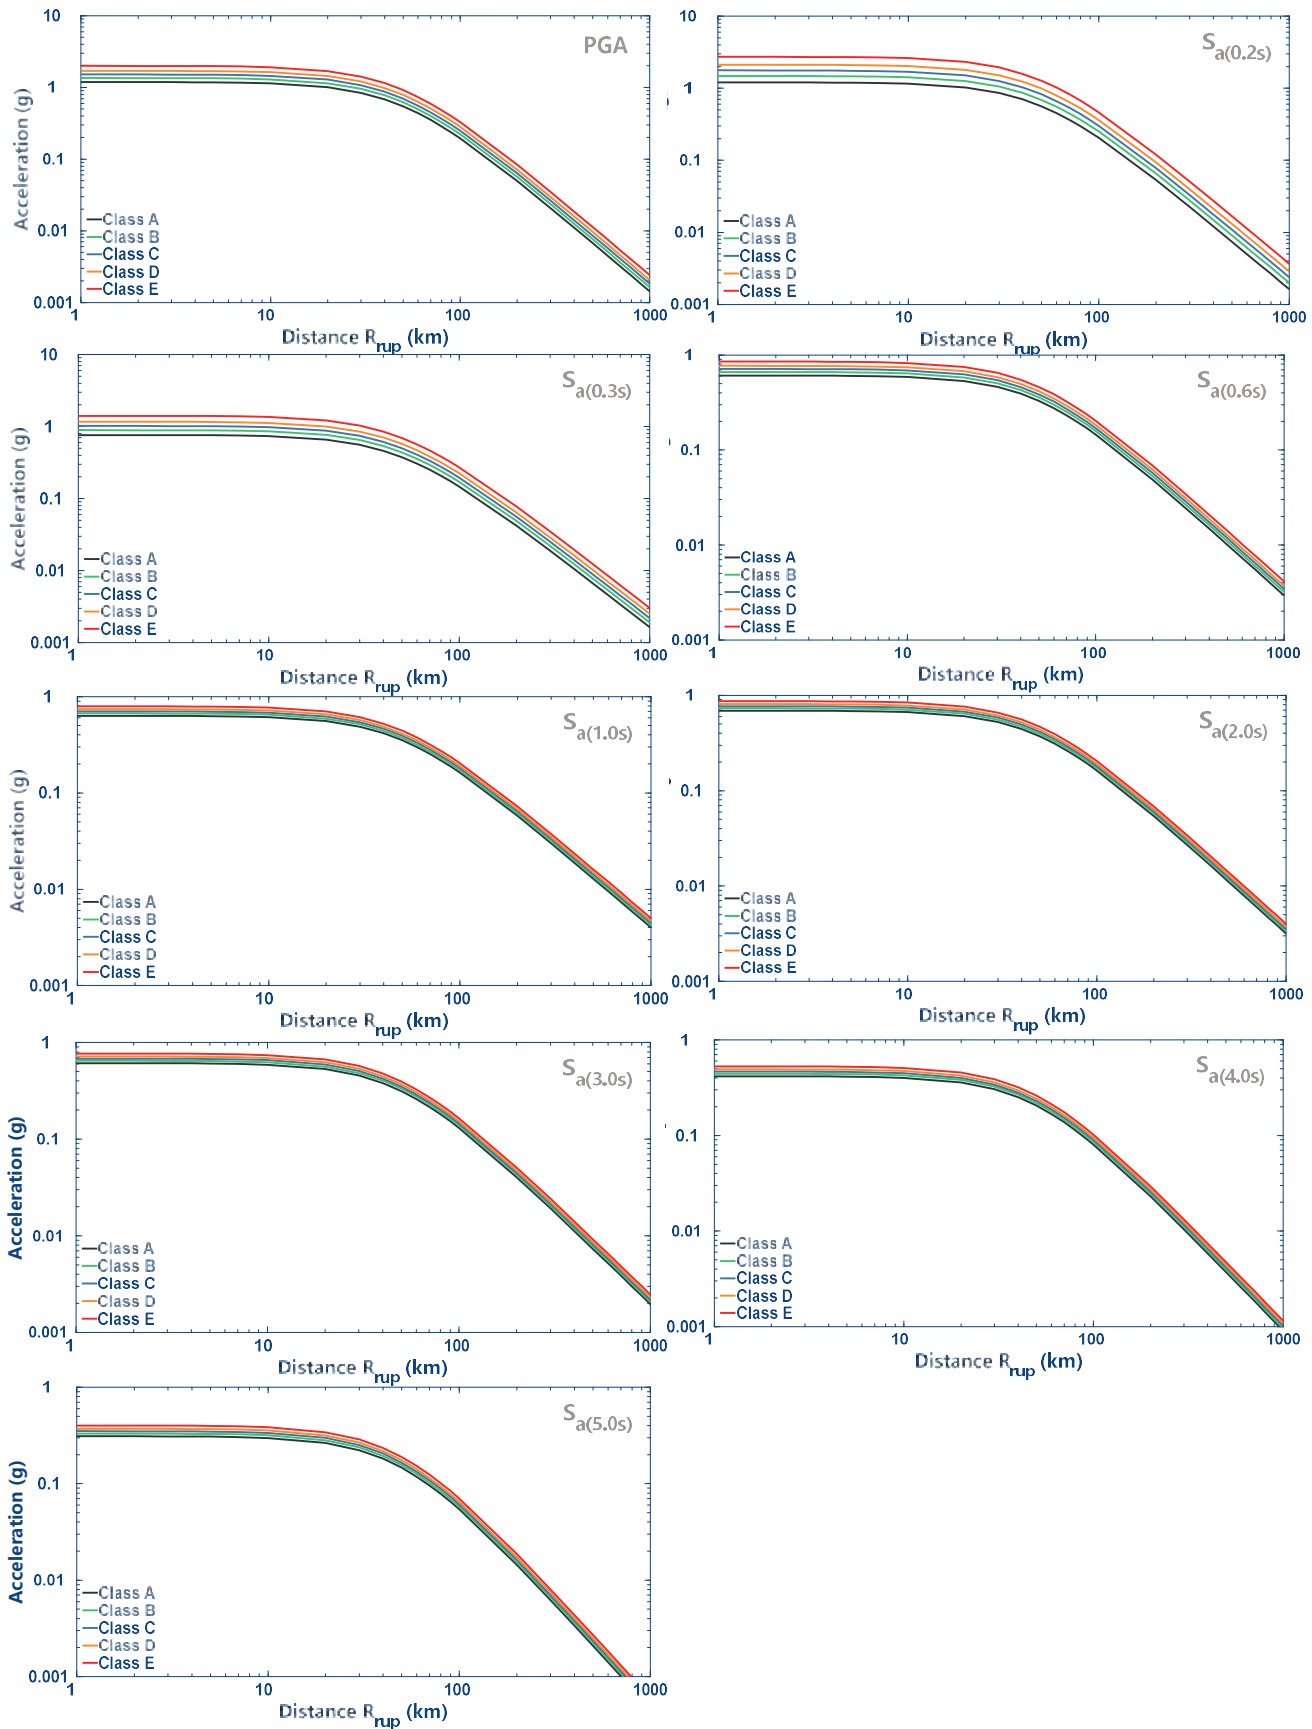 10
PGA
1
Acceleration (g)
0.1
0.01
Class A
Class B
Class C
Class D
Class E
0.001
1
10
100
1000
Distance Rrup (km)
10
Sa(0.2s)
1
0.1
0.01
Class A
Class B
Class C
Class D
Class E
0.001
1
10
100
1000
Distance Rrup (km)
10
Sa(0.3s)
1
Acceleration (g)
0.1
0.01
Class A
Class B
Class C
Class D
Class E
0.001
1
10
100
1000
Distance Rrup (km)
1
Sa(0.6s)
0.1
0.01
Class A
Class B
Class C
Class D
Class E
0.001
1
10
100
1000
Distance Rrup (km)
1
Sa(1.0s)
Acceleration (g)
0.1
0.01
Class A
Class B
Class C
Class D
Class E
0.001
1
10
100
1000
Distance Rrup (km)
1
Sa(2.0s)
0.1
0.01
Class A
Class B
Class C
Class D
Class E
0.001
1
10
100
1000
Distance Rrup (km)
1
Sa(3.0s)
Acceleration (g)
0.1
0.01
Class A
Class B
Class C
Class D
Class E
0.001
1
10
100
1000
Distance Rrup (km)
1
Sa(4.0s)
0.1
0.01
Class A
Class B
Class C
Class D
Class E
0.001
1
10
100
1000
Distance Rrup (km)
1
Sa(5.0s)
Acceleration (g)
0.1
0.01
Class A
Class B
Class C
Class D
Class E
0.001
1
10
100
1000
Distance Rrup (km)